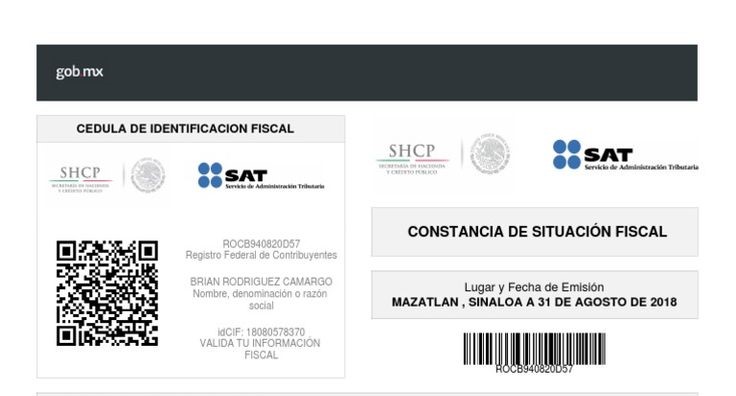 gob.mx
CEDULA DE IDENTIFICACION FISCAL
SHCP
SECRETARÍA DE HACIENDA
Y CRÉDITO PÚBLICO
SAT
Servicio de Administración Tributaria
ROCB940820D57
Registro Federal de Contribuyentes
BRIAN RODRIGUEZ CAMARGO
Nombre, denominación o razón
social
idCIF: 18080578370
VALIDA TU INFORMACIÓN
FISCAL
SHCP
SECRETARÍA DE HACIENDA
Y CRÉDITO PÚBLICO
SAT
Servicio de Administración Tributaria
CONSTANCIA DE SITUACIÓN FISCAL
Lugar y Fecha de Emisión
MAZATLAN , SINALOA A 31 DE AGOSTO DE 2018
ROCB940820D57